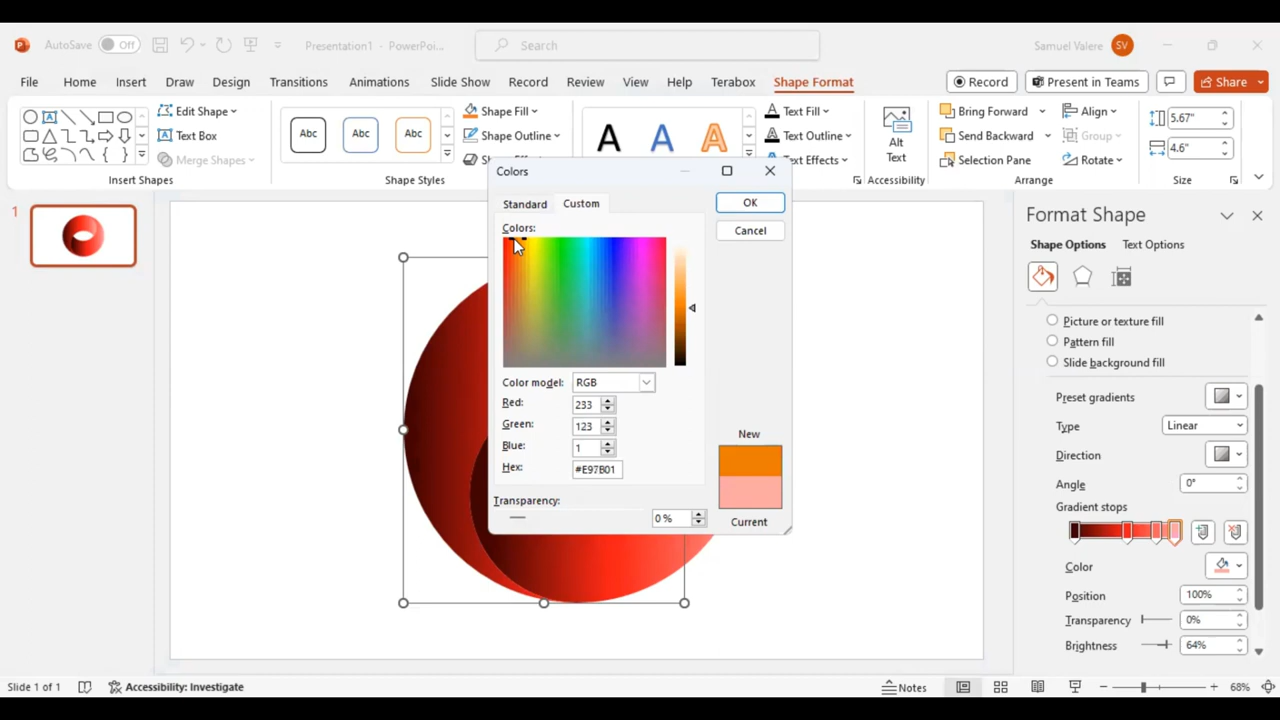 AutoSave Off Presentation1 - PowerPoi... Search Samuel Valere SV
File Home Insert Draw Design Transitions Animations Slide Show Record Review View Help Terabox Shape Format Record Present in Teams Share
Edit Shape Abc Abc Abc Shape Fill A A A Text Fill Bring Forward Align 5.67"
Text Box Shape Outline Text Outline Alt Text Send Backward Group 4.6"
Merge Shapes Text Effects Selection Pane Rotate
Insert Shapes Shape Styles Accessibility Arrange Size
Colors
Standard Custom OK
Colors: Cancel
Color model: RGB
Red: 233
Green: 123
Blue: 1
Hex: #E97B01
Transparency: 0 %
New
Current
1
Format Shape
Shape Options Text Options
Picture or texture fill
Pattern fill
Slide background fill
Preset gradients
Type Linear
Direction
Angle 0°
Gradient stops
Color
Position 100%
Transparency 0%
Brightness 64%
Slide 1 of 1 Accessibility: Investigate Notes 68%